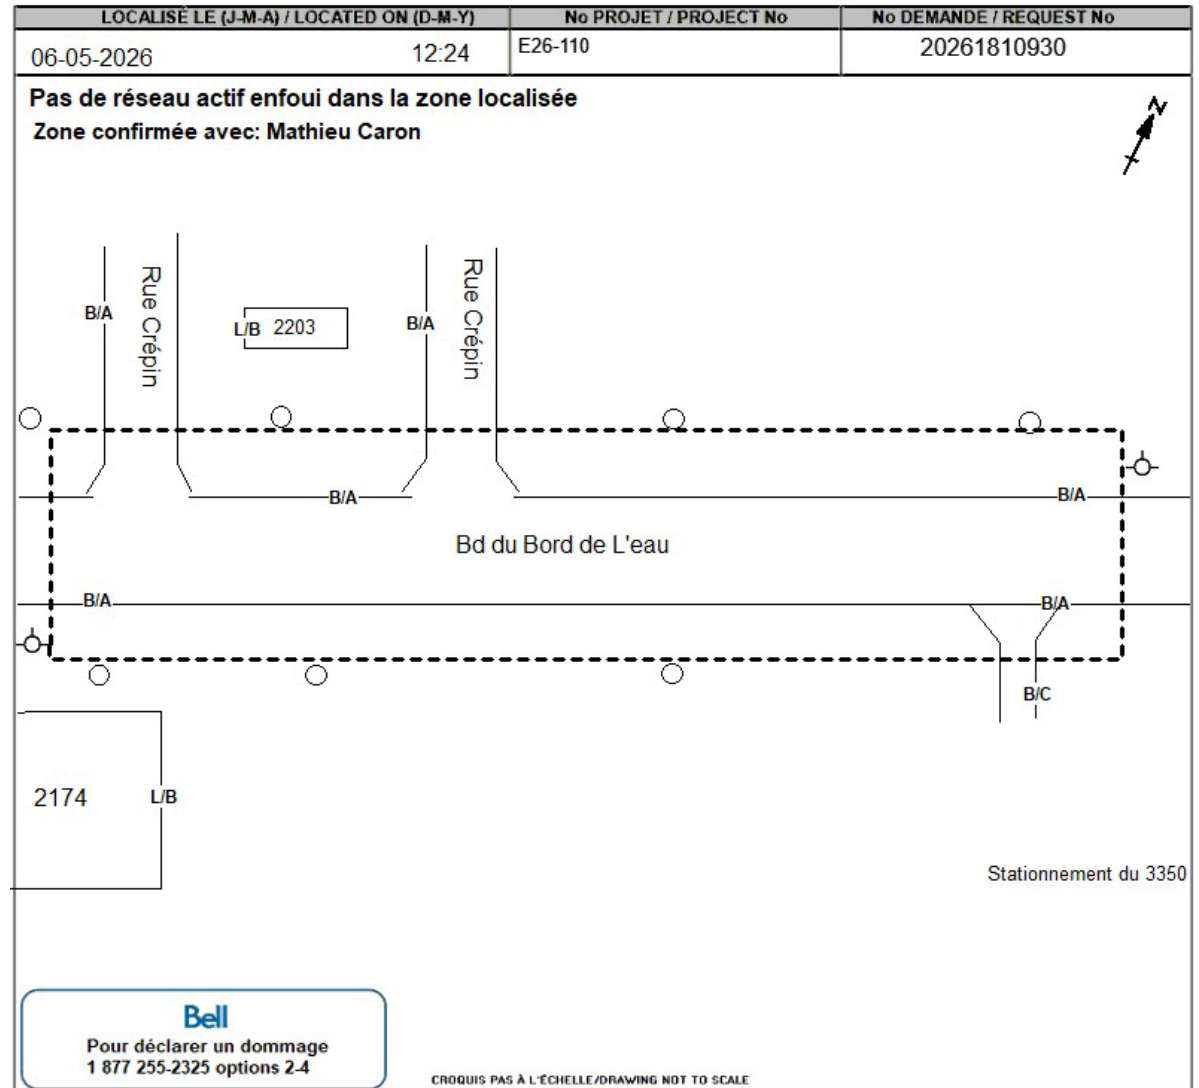 LOCALISÉ LE (J-M-A) / LOCATED ON (D-M-Y)
No PROJET / PROJECT No
No DEMANDE / REQUEST No
06-05-2026
12:24
E26-110
20261810930
Pas de réseau actif enfoui dans la zone localisée
Zone confirmée avec: Mathieu Caron
N
B/A
Rue Crépin
L/B
2203
B/A
Rue Crépin
B/A
B/A
Bd du Bord de L'eau
B/A
B/A
B/C
2174
L/B
Stationnement du 3350
Bell
Pour déclarer un dommage
1 877 255-2325 options 2-4
CROQUIS PAS À L'ÉCHELLE/DRAWING NOT TO SCALE